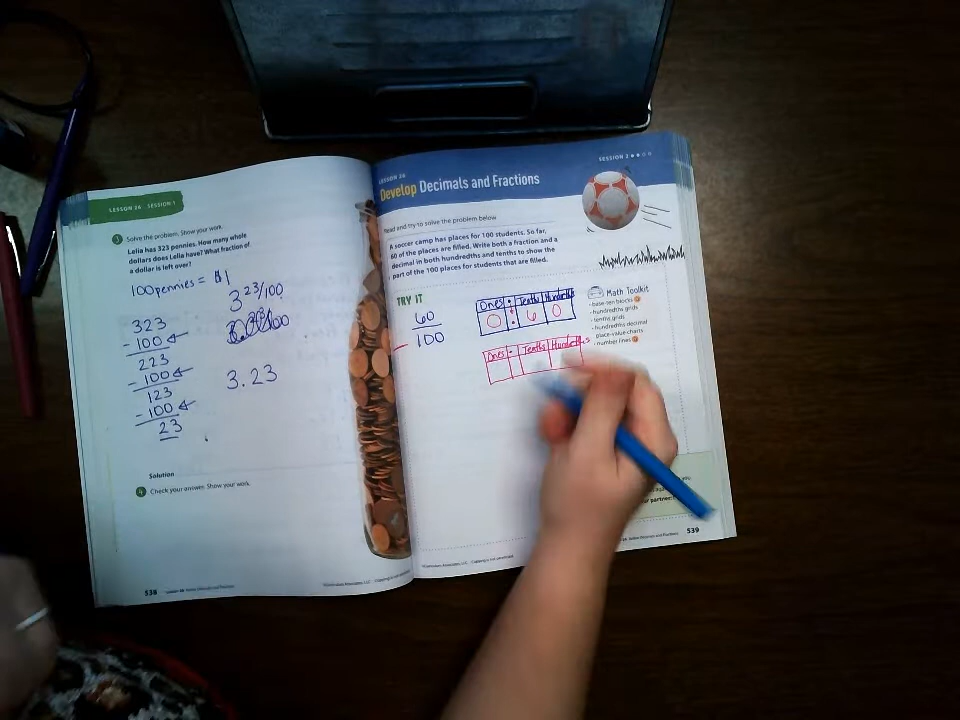 LESSON 26 SESSION 1
3 Solve the problem. Show your work.
Lelia has 323 pennies. How many whole
dollars does Lelia have? What fraction of
a dollar is left over?
100 pennies = $1
3 23/100
323
- 100
223
- 100
123
- 100
23
3.23
Solution
4 Check your answer. Show your work.
538
LESSON 26
SESSION 2
Develop Decimals and Fractions
Read and try to solve the problem below.
A soccer camp has places for 100 students. So far,
60 of the places are filled. Write both a fraction and a
decimal in both hundredths and tenths to show the
part of the 100 places for students that are filled.
TRY IT
60
100
Ones . Tenths Hundredths
0 . 6 0
Ones . Tenths Hundredths
Math Toolkit
• base-ten blocks
• hundredths grids
• tenths grids
• hundredths decimal
place-value charts
• number lines
539